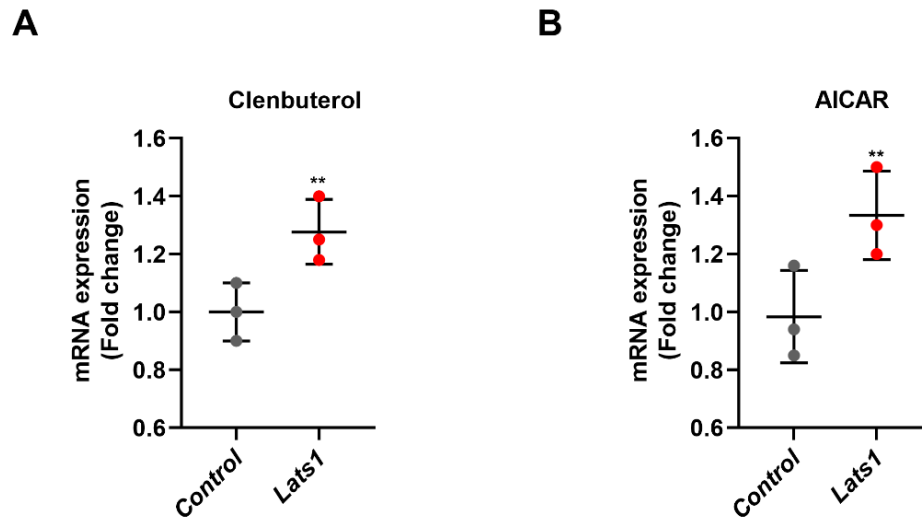 A
Clenbuterol
mRNA expression
(Fold change)
1.6
1.4
1.2
1.0
0.8
0.6
**
Control
Lats1
B
AICAR
mRNA expression
(Fold change)
1.6
1.4
1.2
1.0
0.8
0.6
**
Control
Lats1